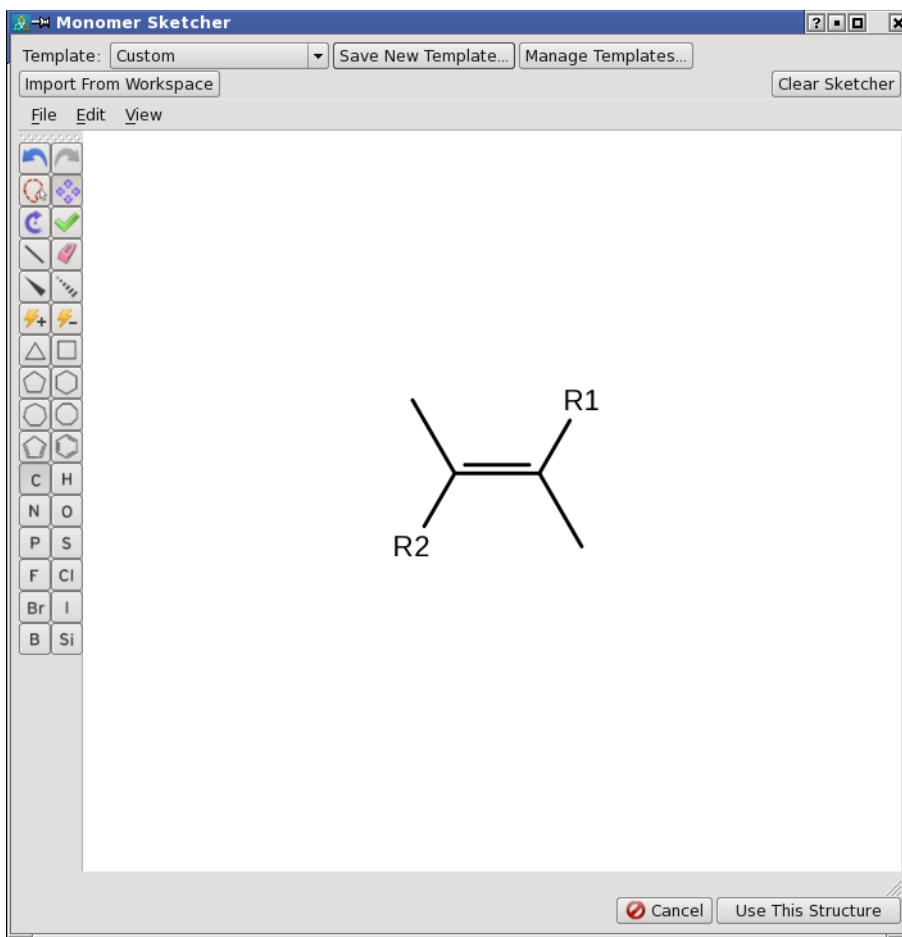 Monomer Sketcher
Template: Custom Save New Template... Manage Templates...
Import From Workspace Clear Sketcher
File Edit View
C H
N O
P S
F Cl
Br I
B Si
R1
R2
Cancel Use This Structure